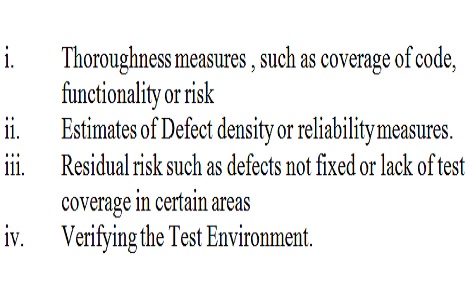 i. Thoroughness measures , such as coverage of code,
functionality or risk
ii. Estimates of Defect density or reliability measures.
iii. Residual risk such as defects not fixed or lack of test
coverage in certain areas
iv. Verifying the Test Environment.